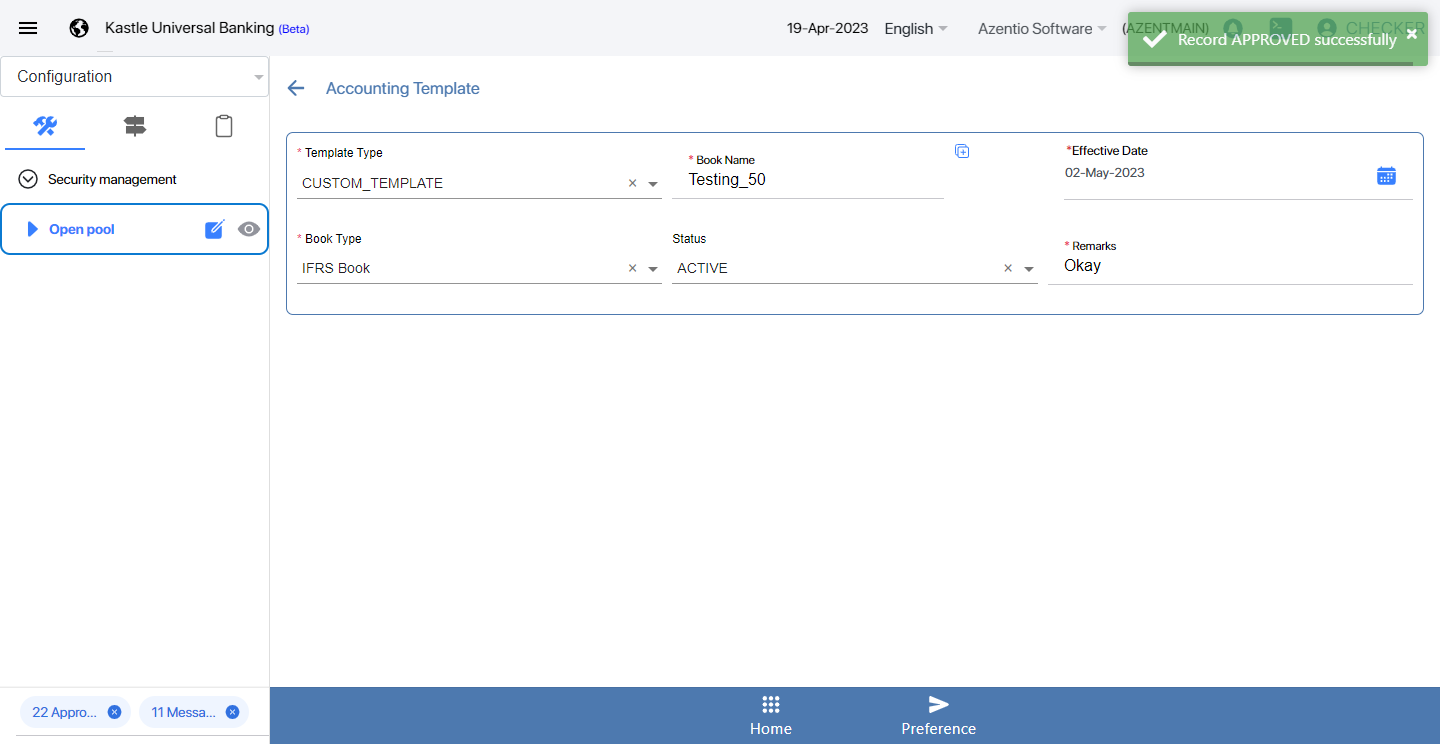 Kastle Universal Banking (Beta)
19-Apr-2023
English
Azentio Software
(AZENTMAIN)
CHECKER
Record APPROVED successfully
Configuration
Accounting Template
Security management
Open pool
* Template Type
CUSTOM_TEMPLATE
* Book Name
Testing_50
*Effective Date
02-May-2023
* Book Type
IFRS Book
Status
ACTIVE
* Remarks
Okay
22 Appro...
11 Messa...
Home
Preference